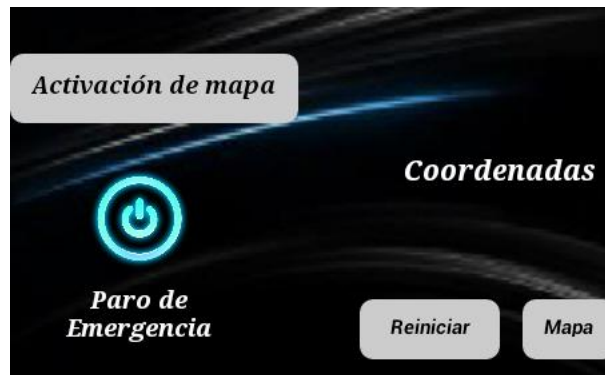 Activación de mapa
Coordenadas
Paro de
Emergencia
Reiniciar
Mapa